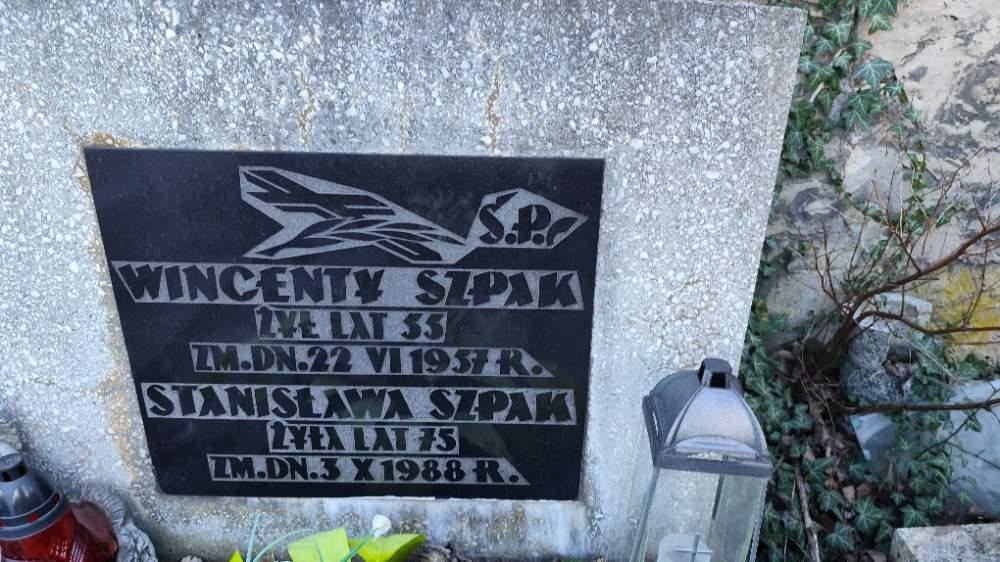 Ś.P.
WINCENTY SZPAK
ŻYŁ LAT 55
ZM. DN. 22 VI 1957 R.
STANISŁAWA SZPAK
ŻYŁA LAT 75
ZM. DN. 3 X 1988 R.